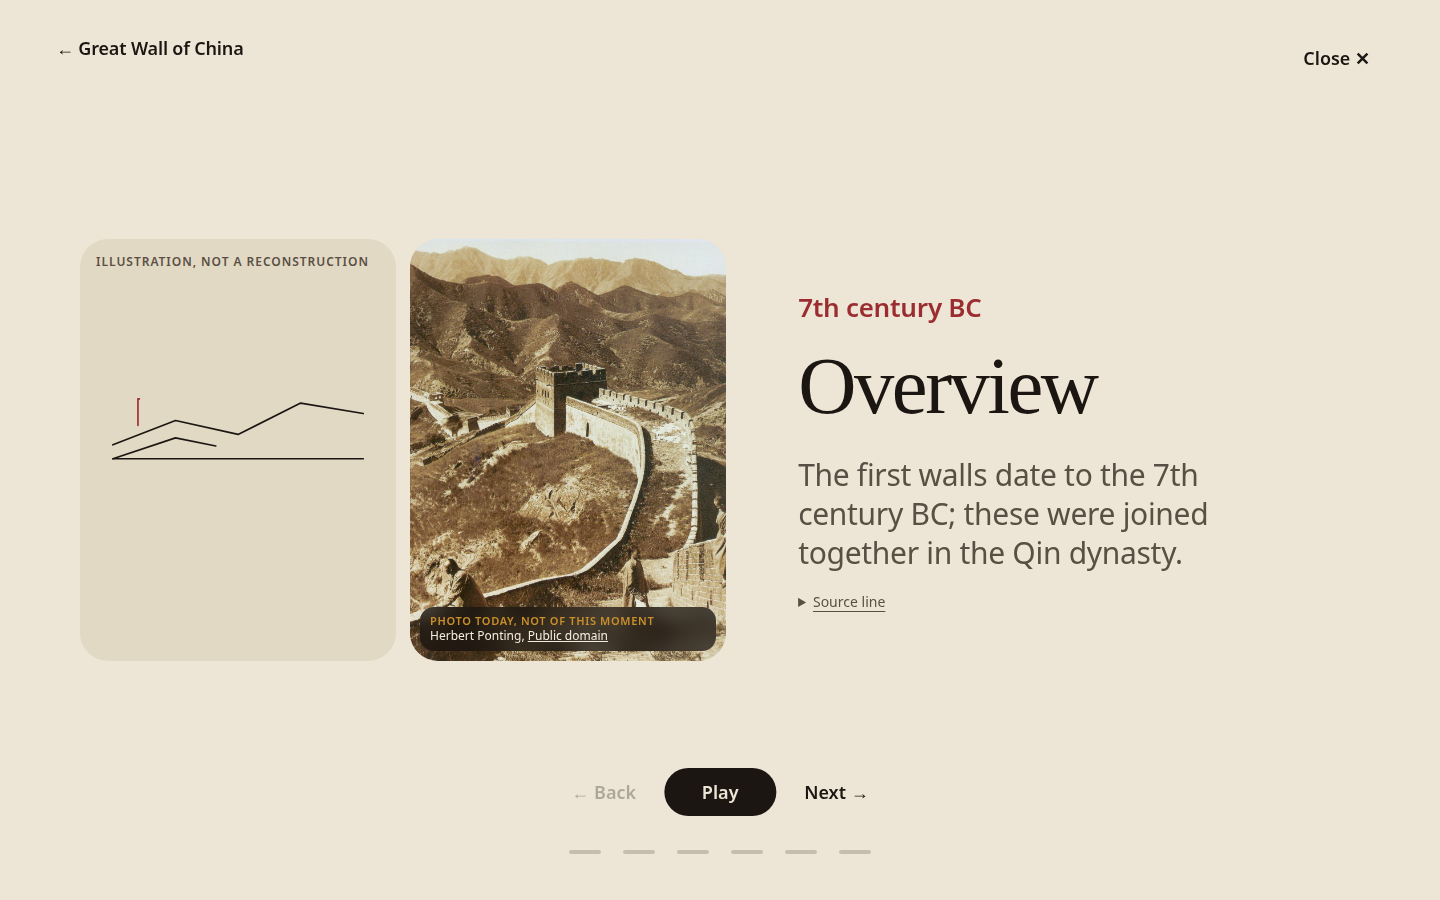 ← Great Wall of China
Close ✕
ILLUSTRATION, NOT A RECONSTRUCTION
PHOTO TODAY, NOT OF THIS MOMENT
Herbert Ponting, Public domain
7th century BC
Overview
The first walls date to the 7th
century BC; these were joined
together in the Qin dynasty.
▶ Source line
← Back
Play
Next →